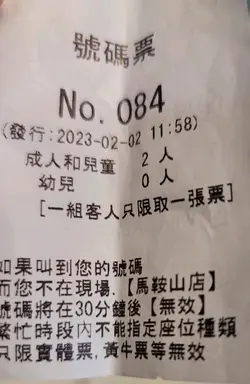 號碼票
No. 084
(發行:2023-02-02 11:58)
成人和兒童 2 人
幼兒 0 人
[一組客人只限取一張票]
如果叫到您的號碼
而您不在現場,【馬鞍山店】
號碼將在30分鐘後【無效】
繁忙時段內不能指定座位種類
只限實體票,黃牛票等無效